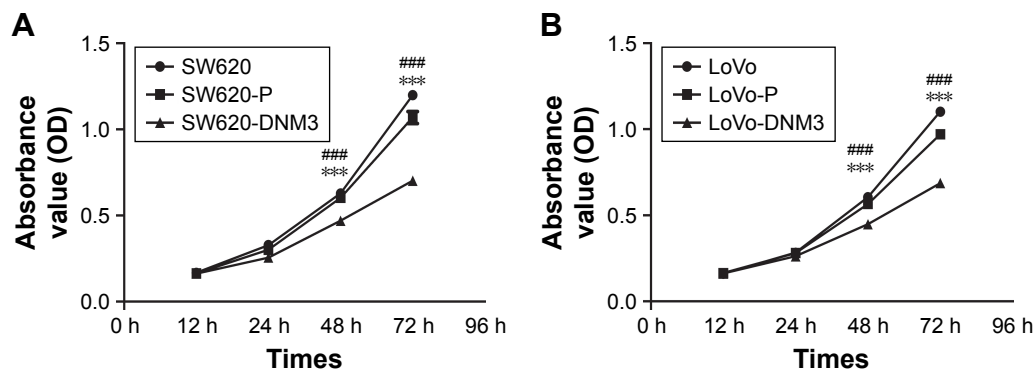 A
Absorbance
value (OD)
1.5
1.0
0.5
0.0
SW620
SW620-P
SW620-DNM3
###
***
###
***
0 h 12 h 24 h 48 h 72 h 96 h
Times
B
Absorbance
value (OD)
1.5
1.0
0.5
0.0
LoVo
LoVo-P
LoVo-DNM3
###
***
###
***
0 h 12 h 24 h 48 h 72 h 96 h
Times